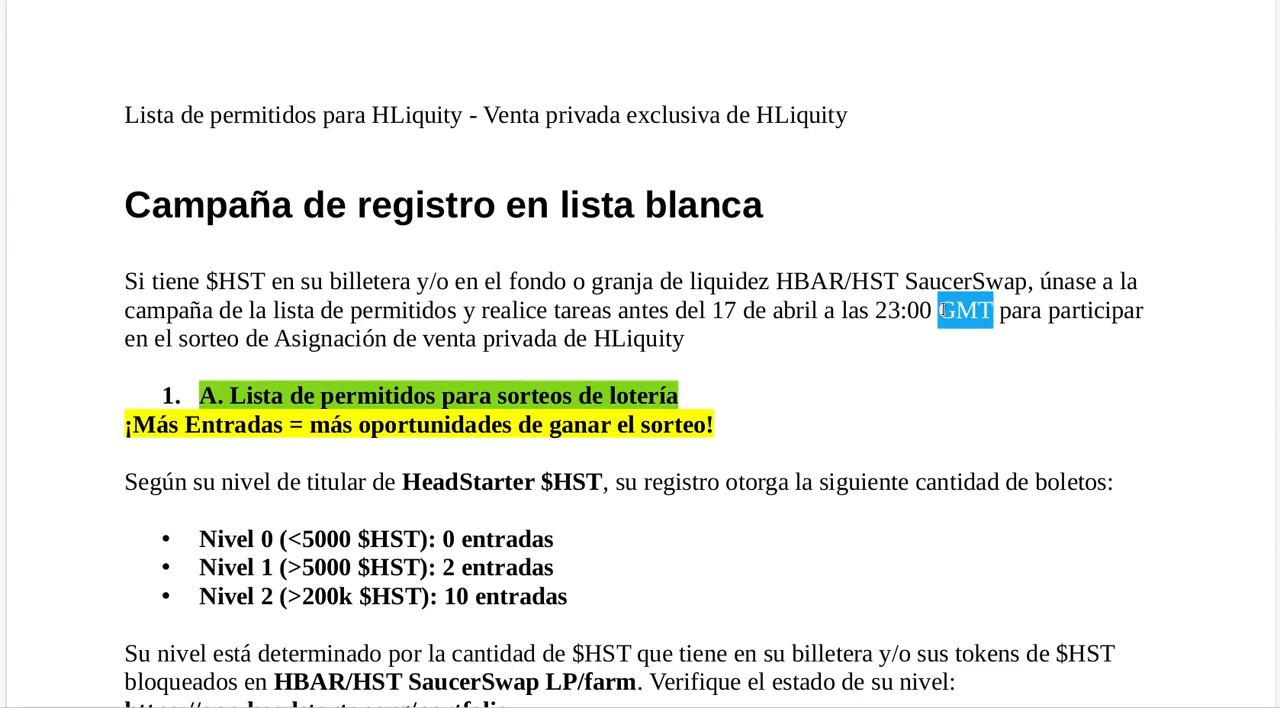 Lista de permitidos para HLiquity - Venta privada exclusiva de HLiquity
Campaña de registro en lista blanca
Si tiene $HST en su billetera y/o en el fondo o granja de liquidez HBAR/HST SaucerSwap, únase a la
campaña de la lista de permitidos y realice tareas antes del 17 de abril a las 23:00 GMT para participar
en el sorteo de Asignación de venta privada de HLiquity
1. A. Lista de permitidos para sorteos de lotería
¡Más Entradas = más oportunidades de ganar el sorteo!
Según su nivel de titular de HeadStarter $HST, su registro otorga la siguiente cantidad de boletos:
• Nivel 0 (<5000 $HST): 0 entradas
• Nivel 1 (>5000 $HST): 2 entradas
• Nivel 2 (>200k $HST): 10 entradas
Su nivel está determinado por la cantidad de $HST que tiene en su billetera y/o sus tokens de $HST
bloqueados en HBAR/HST SaucerSwap LP/farm. Verifique el estado de su nivel: